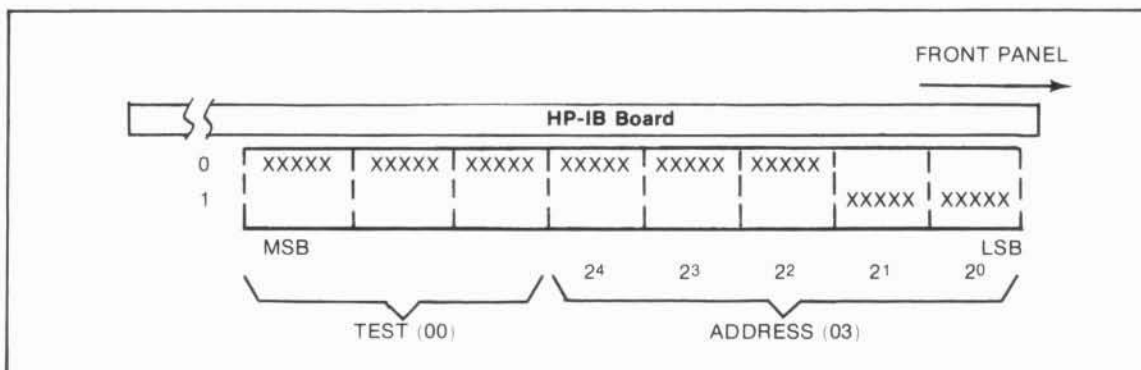 FRONT PANEL
HP-IB Board
0 XXXXX XXXXX XXXXX XXXXX XXXXX XXXXX
1 XXXXX XXXXX
MSB LSB
2⁴ 2³ 2² 2¹ 2⁰
TEST (00) ADDRESS (03)